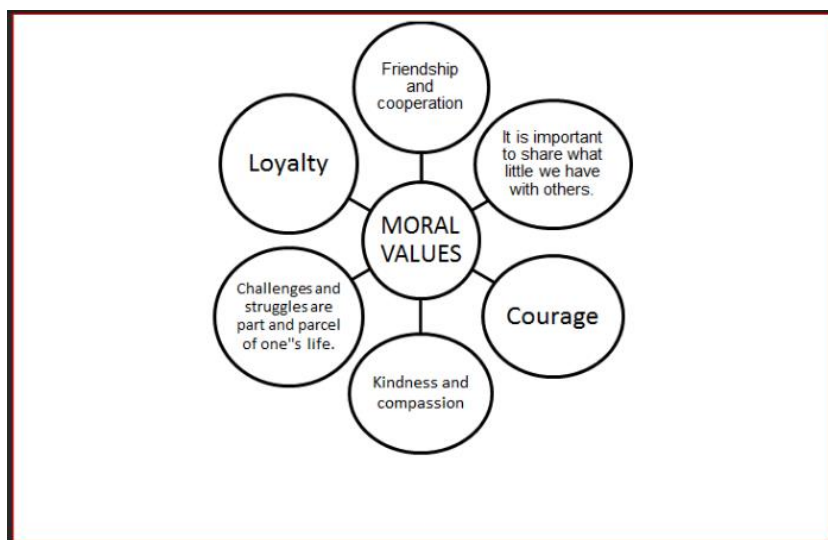 Friendship
and
cooperation
It is important
to share what
little we have
with others.
Loyalty
MORAL
VALUES
Challenges and
struggles are
part and parcel
of one"s life.
Courage
Kindness and
compassion